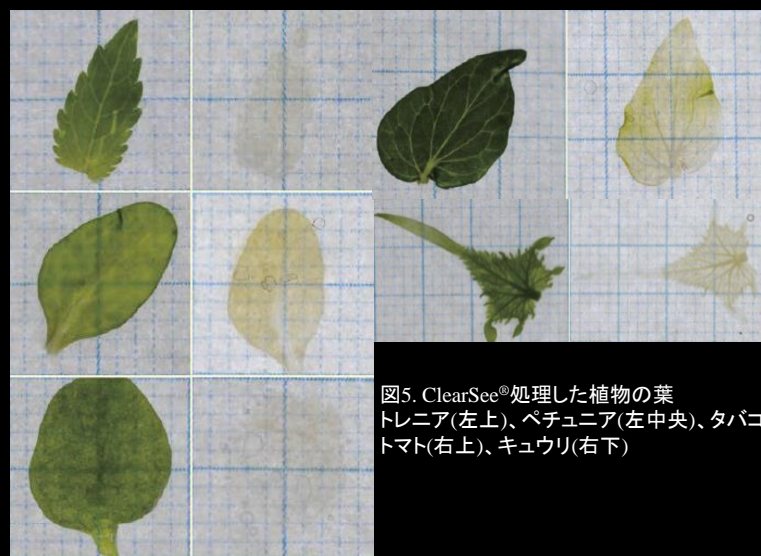 図5. ClearSee®処理した植物の葉
トレニア(左上)、ペチュニア(左中央)、タバコ
トマト(右上)、キュウリ(右下)